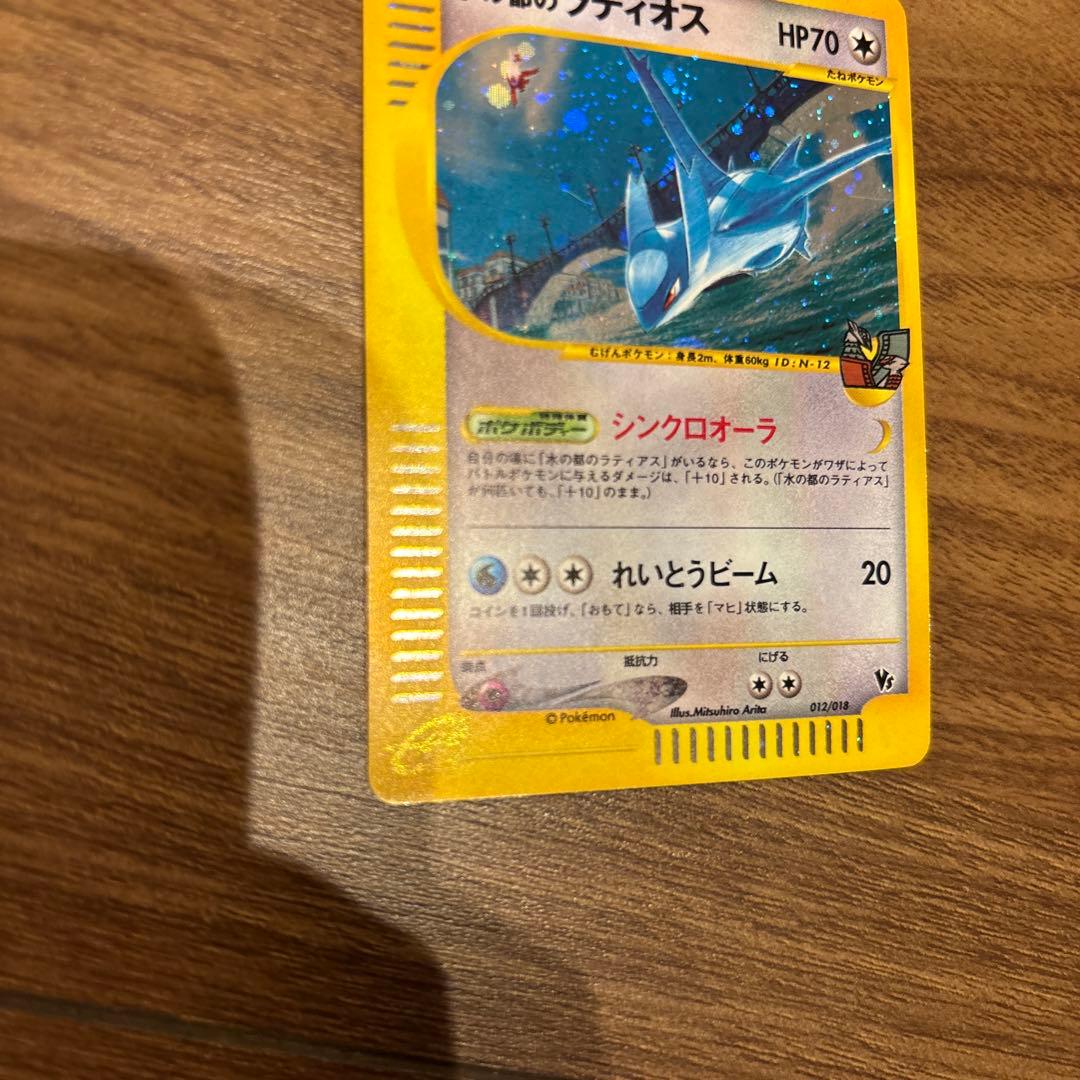 の都のラティオス HP70
たねポケモン
むげんポケモン：身長2m、体重60kg ID:N-12
特殊体質
ポケボディー シンクロオーラ
自分の場に「水の都のラティアス」がいるなら、このポケモンがワザによって
バトルポケモンに与えるダメージは、「＋10」される。（「水の都のラティアス」
が何匹いても、「＋10」のまま。）
れいとうビーム 20
コインを1回投げ、「おもて」なら、相手を「マヒ」状態にする。
弱点 抵抗力 にげる
© Pokémon Illus.Mitsuhiro Arita 012/018 VS